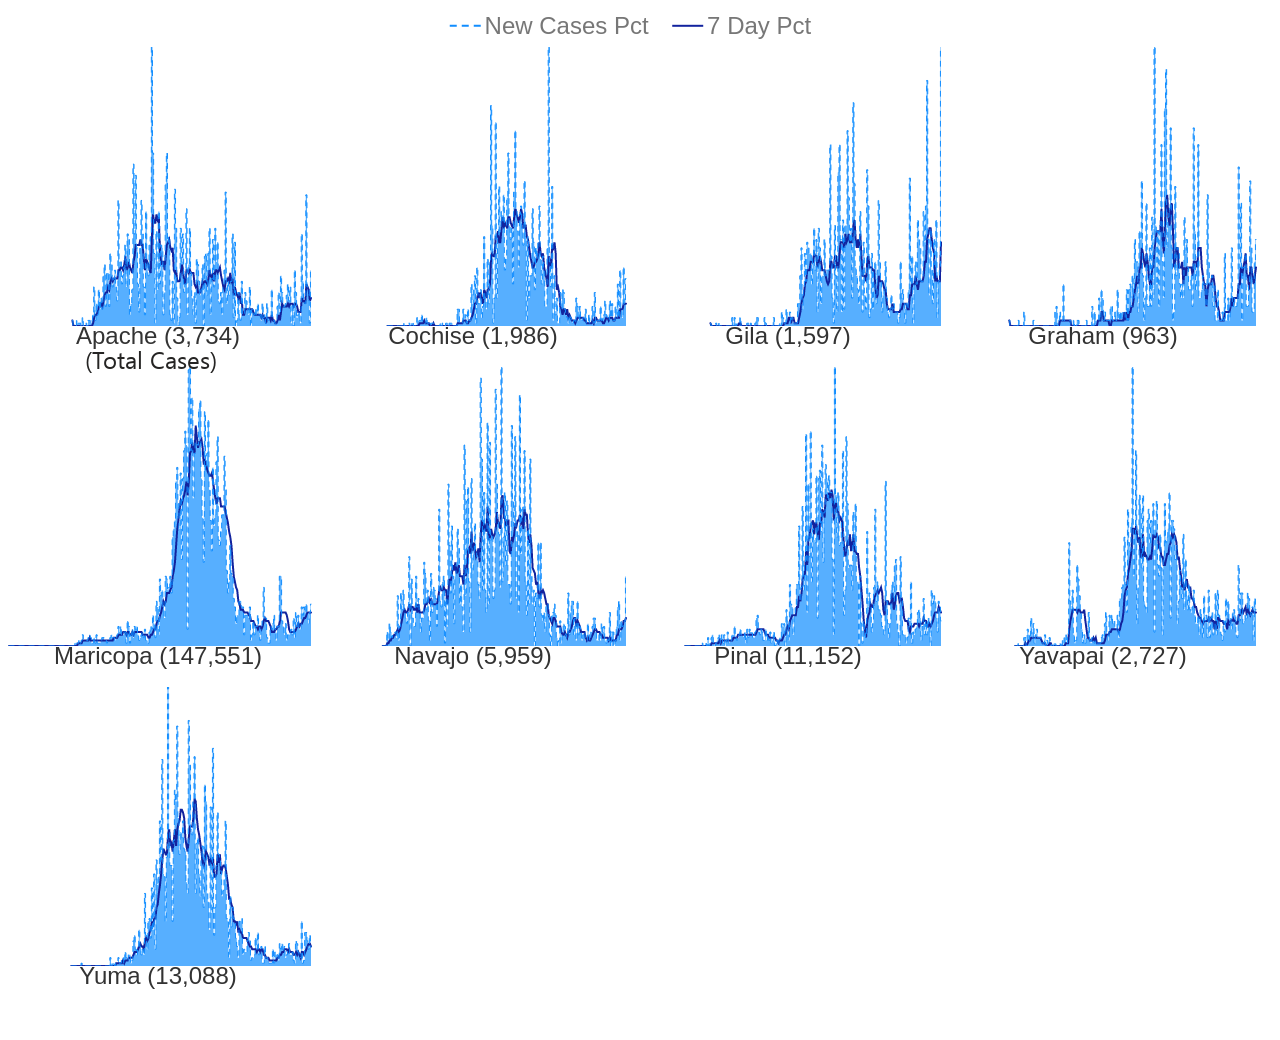 New Cases Pct 7 Day Pct
Apache (3,734) Cochise (1,986) Gila (1,597) Graham (963)
(Total Cases)
Maricopa (147,551) Navajo (5,959) Pinal (11,152) Yavapai (2,727)
Yuma (13,088)